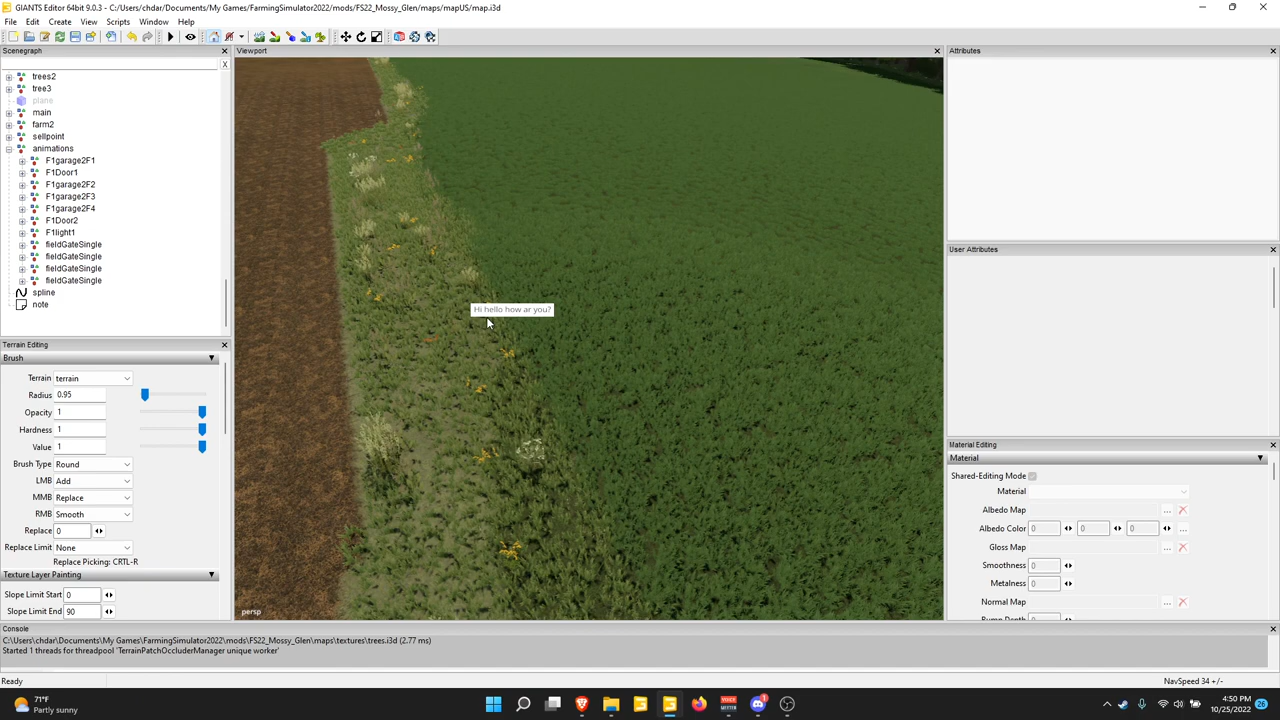 GIANTS Editor 64bit 9.0.3 - C:/Users/chdar/Documents/My Games/FarmingSimulator2022/mods/FS22_Mossy_Glen/maps/mapUS/map.i3d
File Edit Create View Scripts Window Help
Scenegraph
X
trees2
tree3
plane
main
farm2
sellpoint
animations
F1garage2F1
F1Door1
F1garage2F2
F1garage2F3
F1garage2F4
F1Door2
F1light1
fieldGateSingle
fieldGateSingle
fieldGateSingle
fieldGateSingle
spline
note
Terrain Editing
Brush
Terrain terrain
Radius 0.95
Opacity 1
Hardness 1
Value 1
Brush Type Round
LMB Add
MMB Replace
RMB Smooth
Replace 0
Replace Limit None
Replace Picking: CRTL-R
Texture Layer Painting
Slope Limit Start 0
Slope Limit End 90
Viewport
Hi hello how ar you?
persp
Attributes
User Attributes
Material Editing
Material
Shared-Editing Mode
Material
Albedo Map ...
Albedo Color 0 0 0 ...
Gloss Map ...
Smoothness 0
Metalness 0
Normal Map ...
Bump Depth
Console
C:/Users/chdar/Documents/My Games/FarmingSimulator2022/mods/FS22_Mossy_Glen/maps/textures/trees.i3d (2.77 ms)
Started 1 threads for threadpool 'TerrainPatchOccluderManager unique worker'
Ready
NavSpeed 34 +/-
71°F
Partly sunny
4:50 PM
10/25/2022
26